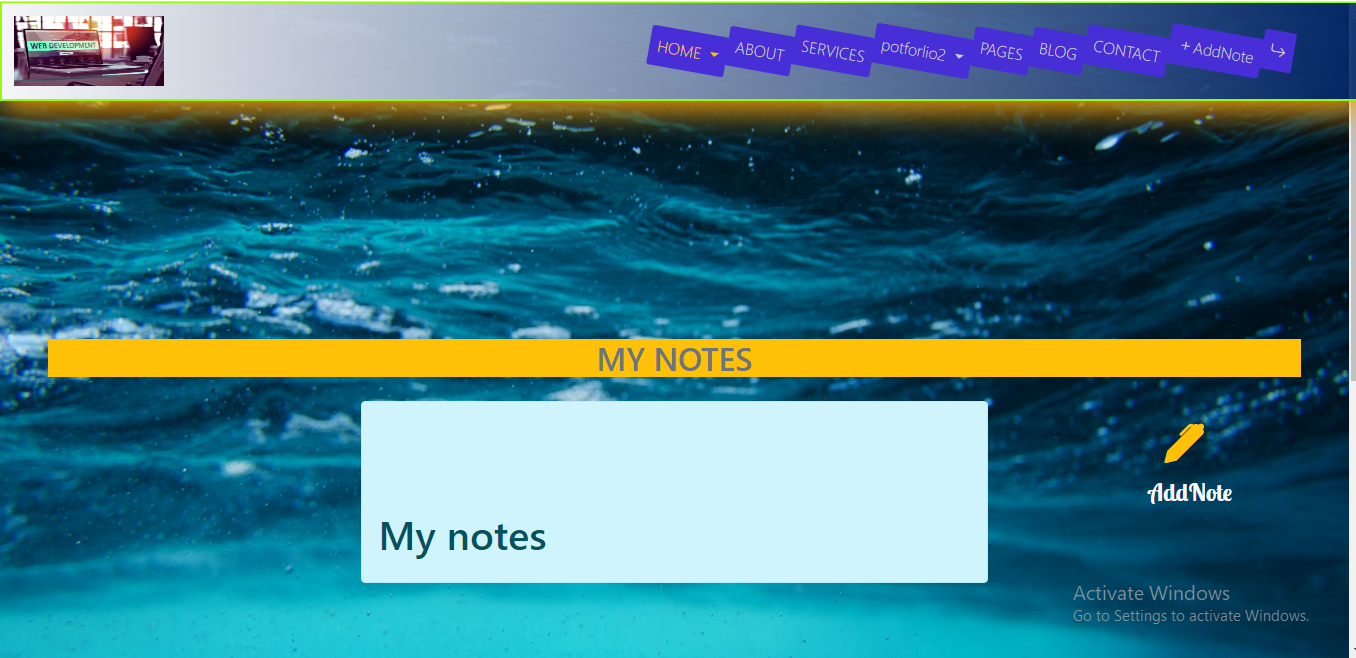 WEB DEVELOPMENT
HOME ABOUT SERVICES potforlio2 PAGES BLOG CONTACT + AddNote
MY NOTES
My notes
AddNote
Activate Windows
Go to Settings to activate Windows.